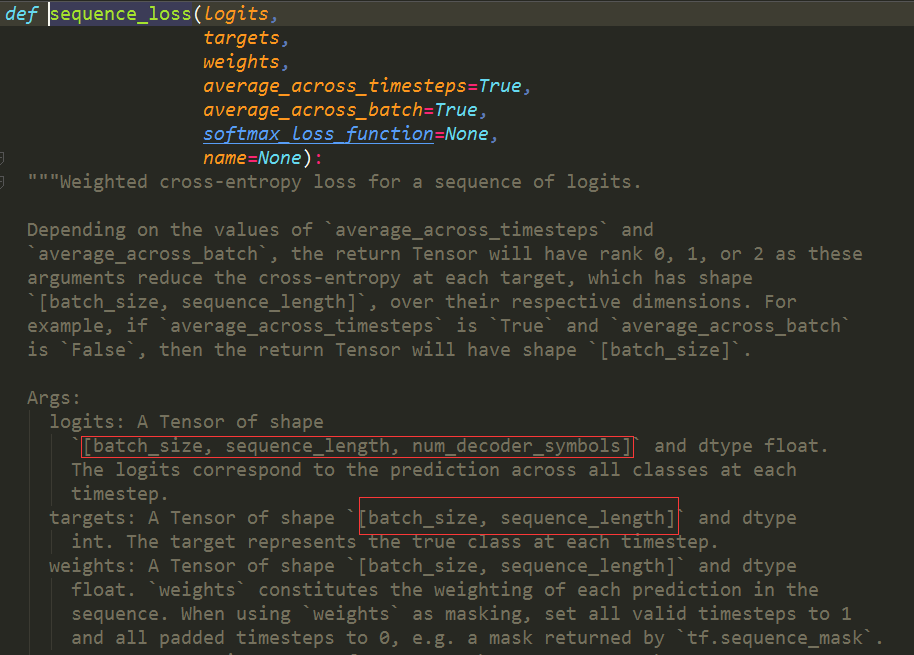 def sequence_loss(logits,
targets,
weights,
average_across_timesteps=True,
average_across_batch=True,
softmax_loss_function=None,
name=None):
"""Weighted cross-entropy loss for a sequence of logits.
Depending on the values of `average_across_timesteps` and
`average_across_batch`, the return Tensor will have rank 0, 1, or 2 as these
arguments reduce the cross-entropy at each target, which has shape
`[batch_size, sequence_length]`, over their respective dimensions. For
example, if `average_across_timesteps` is `True` and `average_across_batch`
is `False`, then the return Tensor will have shape `[batch_size]`.
Args:
logits: A Tensor of shape
`[batch_size, sequence_length, num_decoder_symbols]` and dtype float.
The logits correspond to the prediction across all classes at each
timestep.
targets: A Tensor of shape `[batch_size, sequence_length]` and dtype
int. The target represents the true class at each timestep.
weights: A Tensor of shape `[batch_size, sequence_length]` and dtype
float. `weights` constitutes the weighting of each prediction in the
sequence. When using `weights` as masking, set all valid timesteps to 1
and all padded timesteps to 0, e.g. a mask returned by `tf.sequence_mask`.